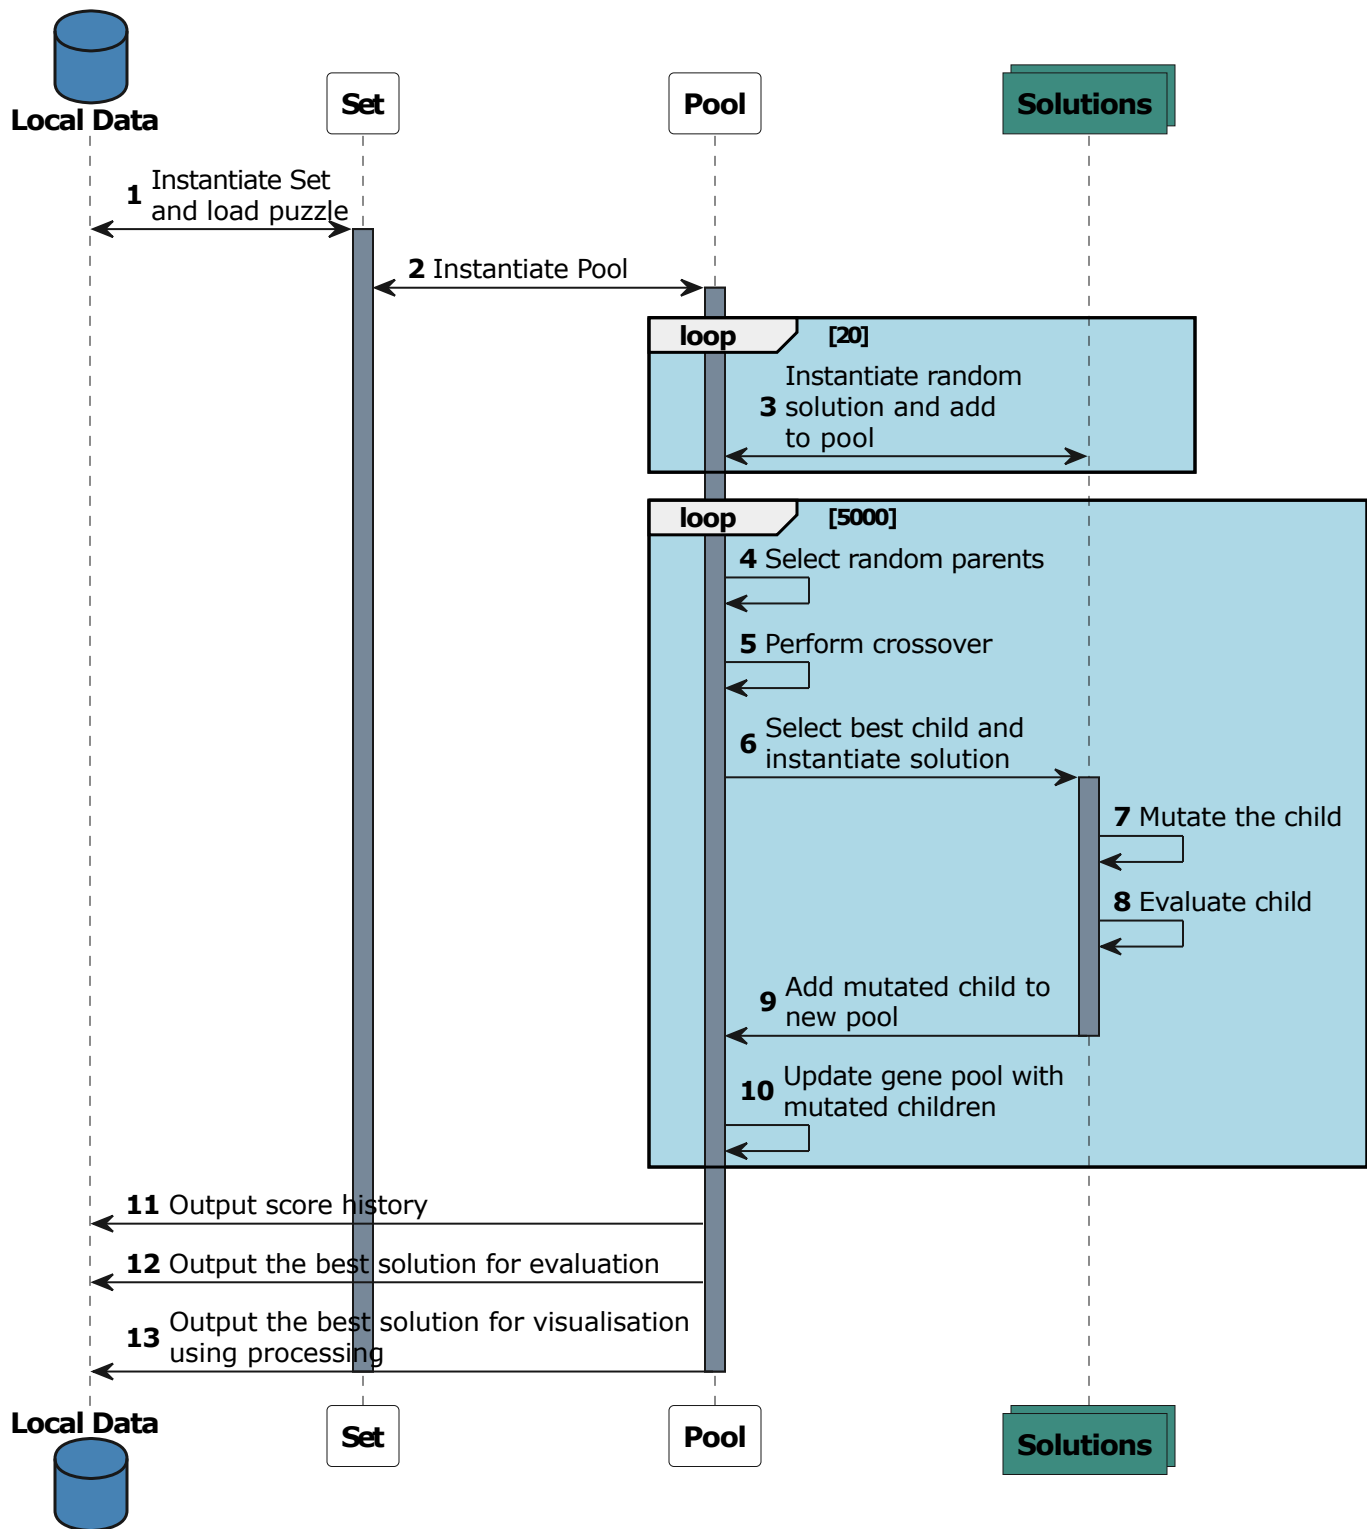 Local Data
Set
Pool
Solutions
1 Instantiate Set
and load puzzle
2 Instantiate Pool
loop [20]
Instantiate random
3 solution and add
to pool
loop [5000]
4 Select random parents
5 Perform crossover
6 Select best child and
instantiate solution
7 Mutate the child
8 Evaluate child
9 Add mutated child to
new pool
10 Update gene pool with
mutated children
11 Output score history
12 Output the best solution for evaluation
13 Output the best solution for visualisation
using processing
Local Data
Set
Pool
Solutions